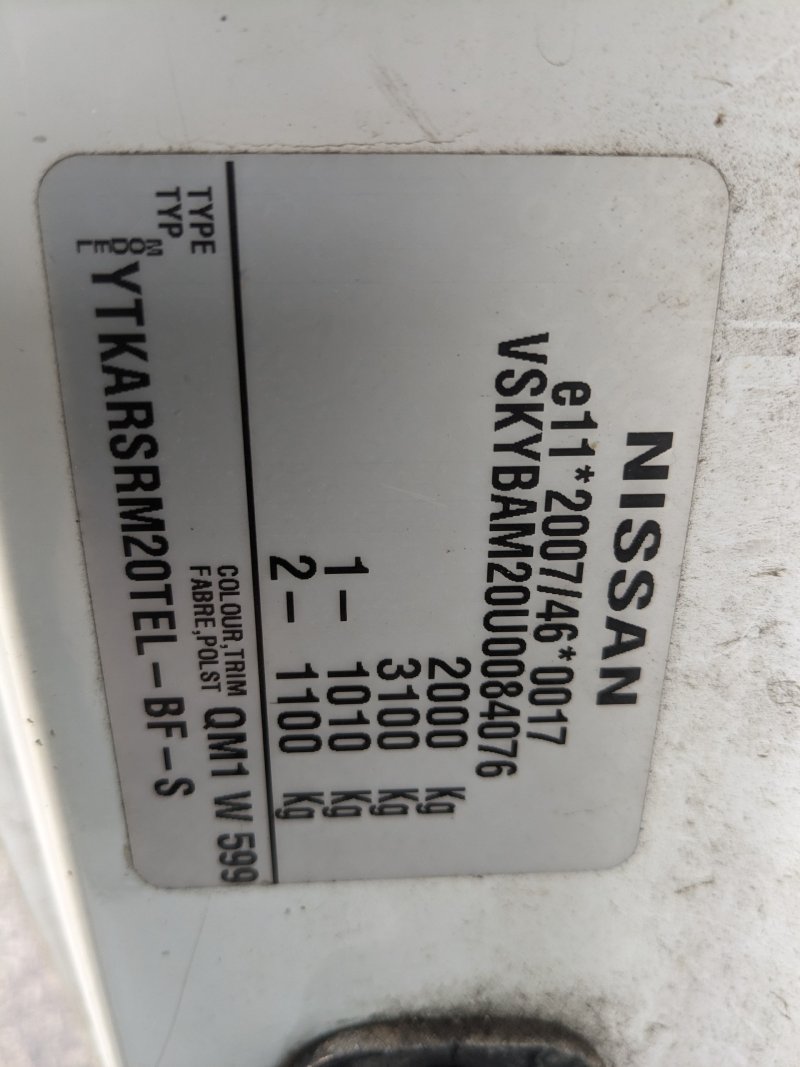 NISSAN
e11*2007/46*0017
VSKYBAM20U0084076
2000 Kg
3100 Kg
1- 1010 Kg
2- 1100 Kg
TYPE
TYP
COLOUR,TRIM
FABRE,POLST
QM1 W 599
MODEL
YTKARSRM20TEL-BF-S